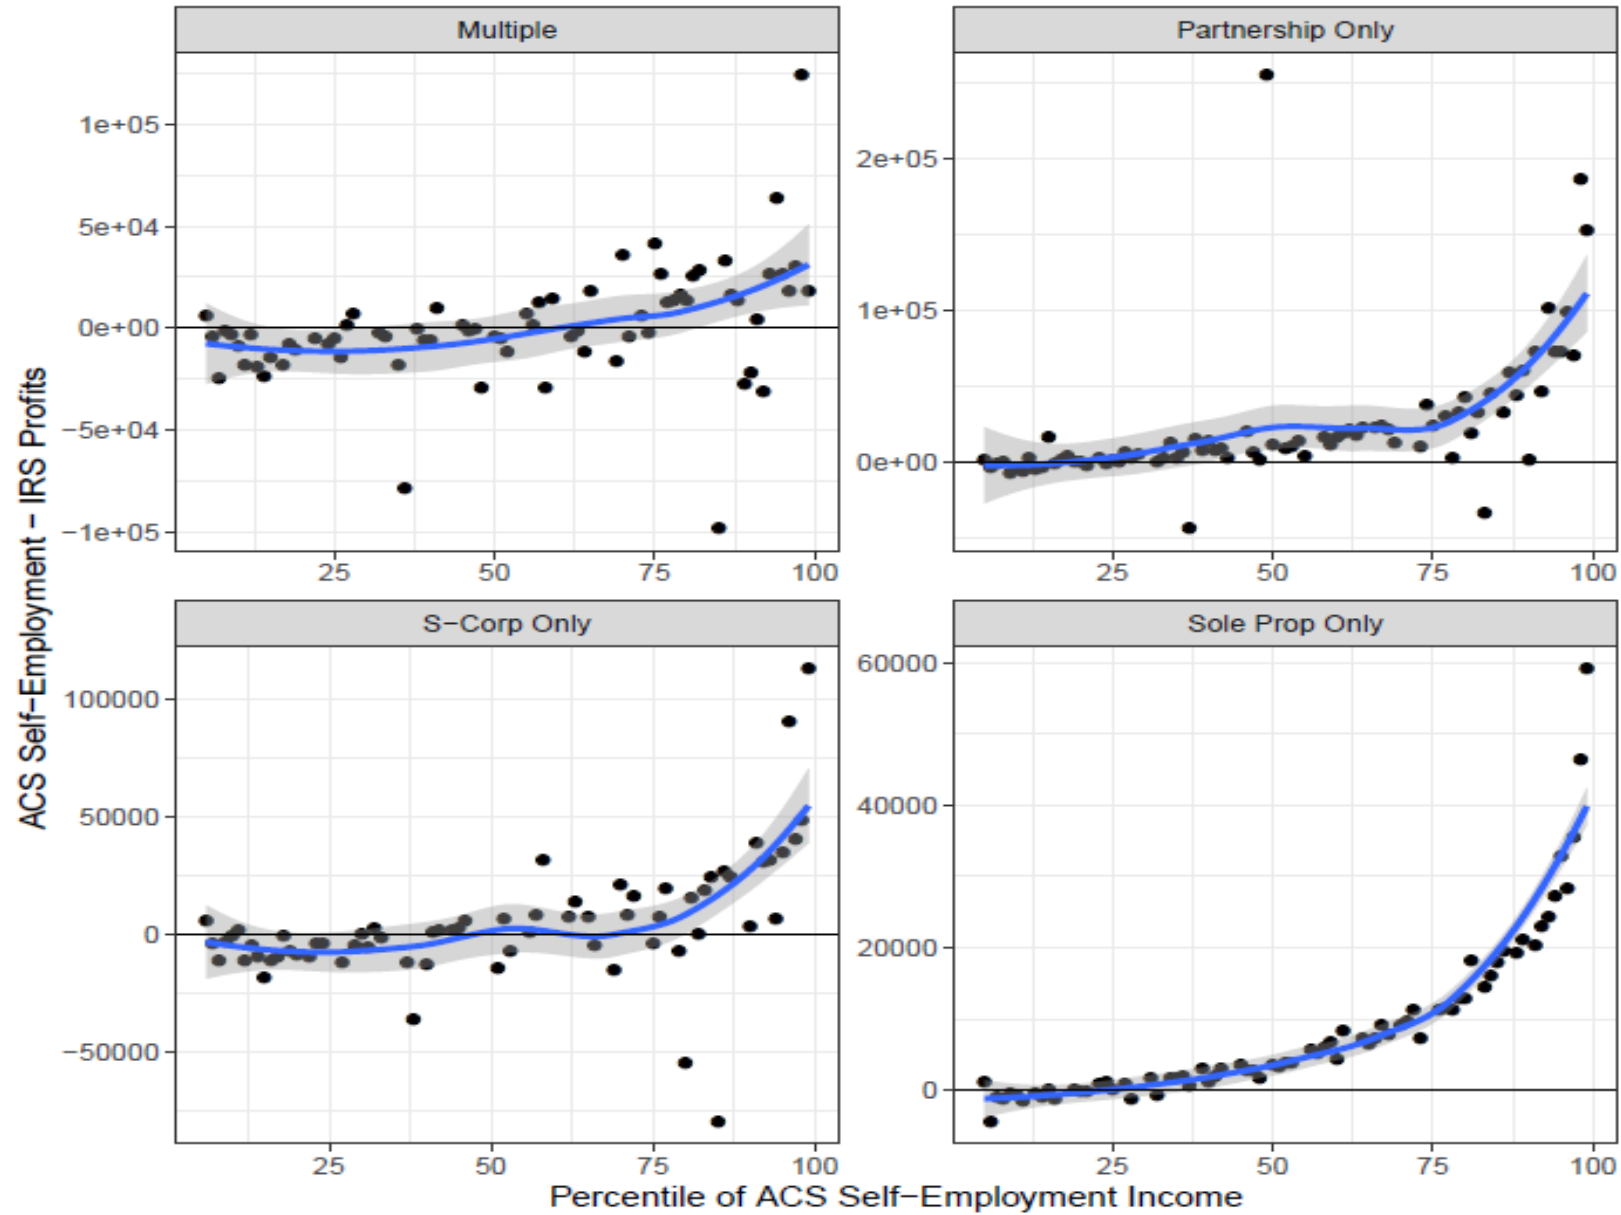 Multiple
Partnership Only
1e+05
5e+04
0e+00
−5e+04
−1e+05
2e+05
1e+05
0e+00
25 50 75 100
25 50 75 100
S−Corp Only
Sole Prop Only
100000
50000
0
−50000
60000
40000
20000
0
25 50 75 100
25 50 75 100
ACS Self−Employment − IRS Profits
Percentile of ACS Self−Employment Income